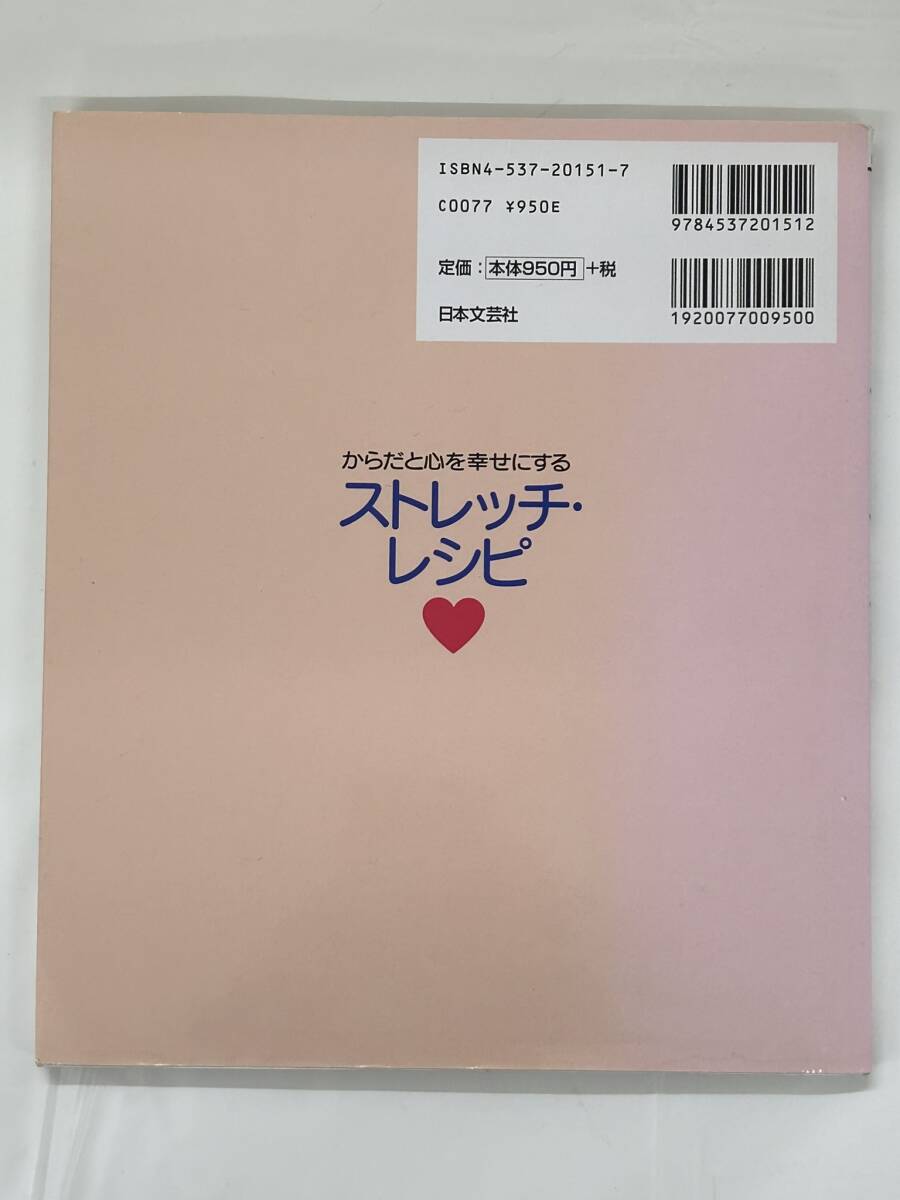 ISBN4-537-20151-7
C0077 ¥950E
定価：本体950円+税
日本文芸社
9784537201512
1920077009500
からだと心を幸せにする
ストレッチ・
レシピ